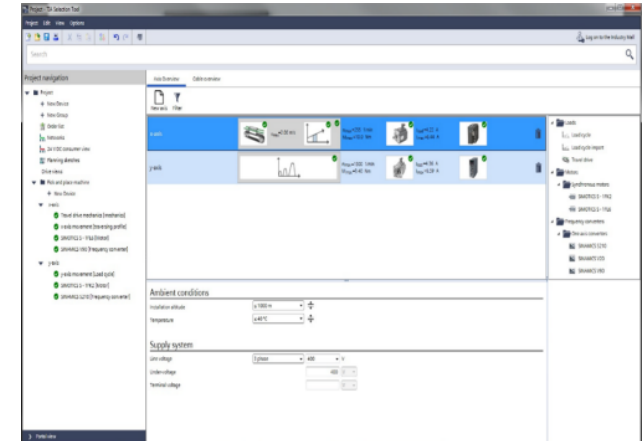 Project - TIA Selection Tool
Project Edit View Options
Log on to the Industry Mall
Search
Project navigation
Project
New Device
New Group
Order list
Networks
24 V DC consumer view
Planning sketches
Drive views
Pick and place machine
New Device
x-axis
Travel drive mechanics [mechanics]
x-axis movement [traversing profile]
SIMOTICS S - 1FK2 [Motor]
SINAMICS V90 [Frequency converter]
y-axis
y-axis movement [Load cycle]
SIMOTICS S - 1FK2 [Motor]
SINAMICS S210 [Frequency converter]
Field view
Axis Overview Cable overview
New axis Filter
x-axis
y-axis
Loads
Load cycle
Load cycle import
Travel drive
Motors
Synchronous motors
SIMOTICS S - 1FK2
Frequency converters
One axis converters
SINAMICS S210
SINAMICS V20
SINAMICS V90
Ambient conditions
Installation altitude ≤ 1000 m
Temperature ≤ 40 °C
Supply system
Line voltage 3 phase 400 V
Under-voltage 400
Terminal voltage